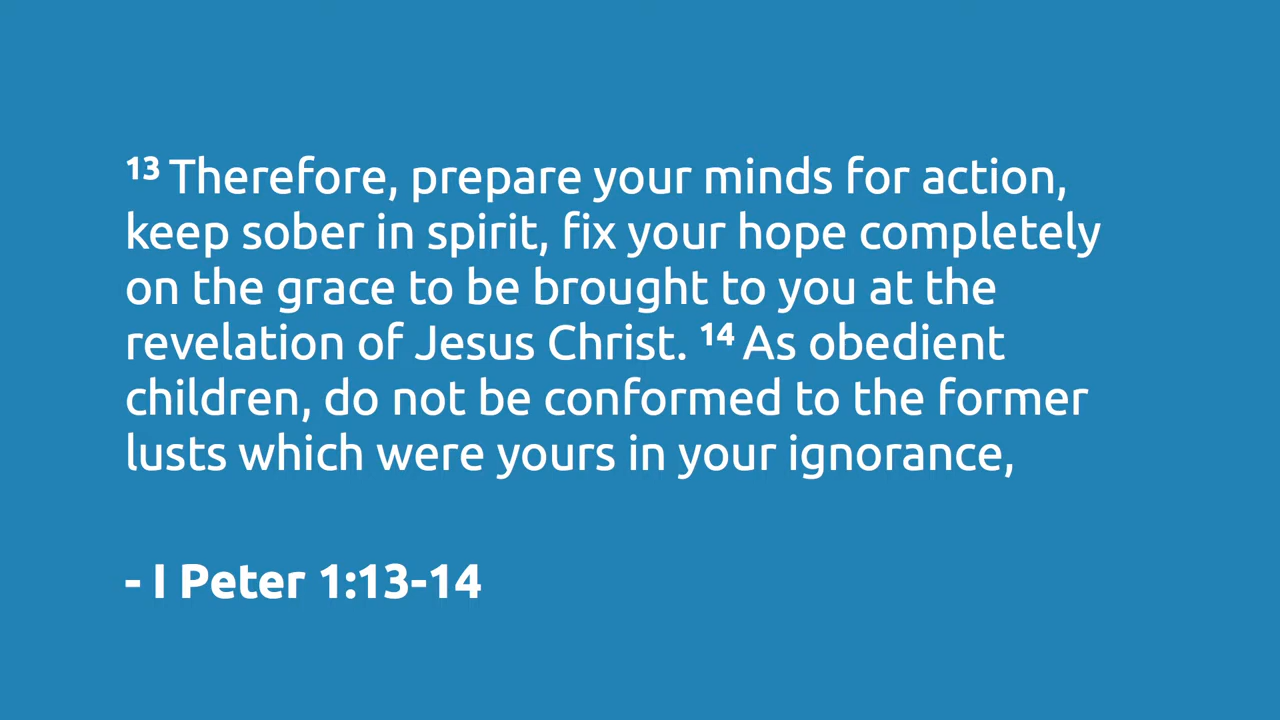 13 Therefore, prepare your minds for action,
keep sober in spirit, fix your hope completely
on the grace to be brought to you at the
revelation of Jesus Christ. 14 As obedient
children, do not be conformed to the former
lusts which were yours in your ignorance,
- I Peter 1:13-14